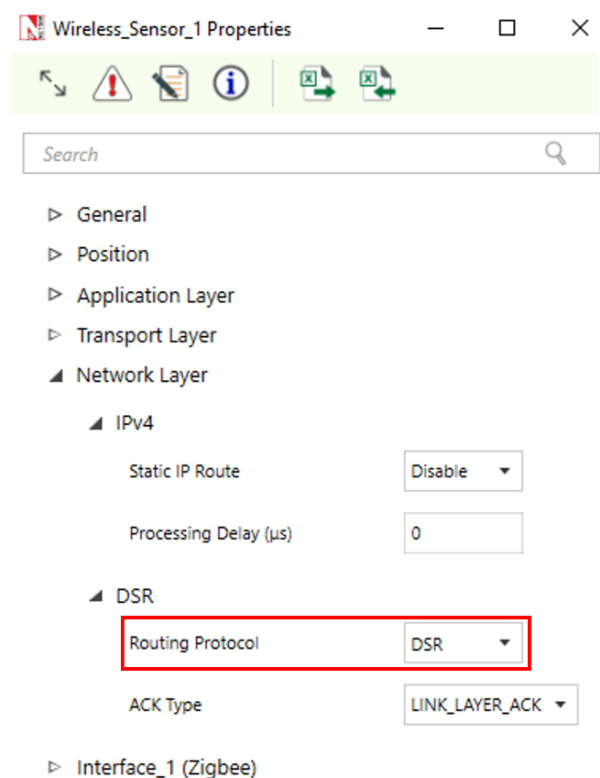 Wireless_Sensor_1 Properties
Search
General
Position
Application Layer
Transport Layer
Network Layer
IPv4
Static IP Route Disable
Processing Delay (µs) 0
DSR
Routing Protocol DSR
ACK Type LINK_LAYER_ACK
Interface_1 (Zigbee)